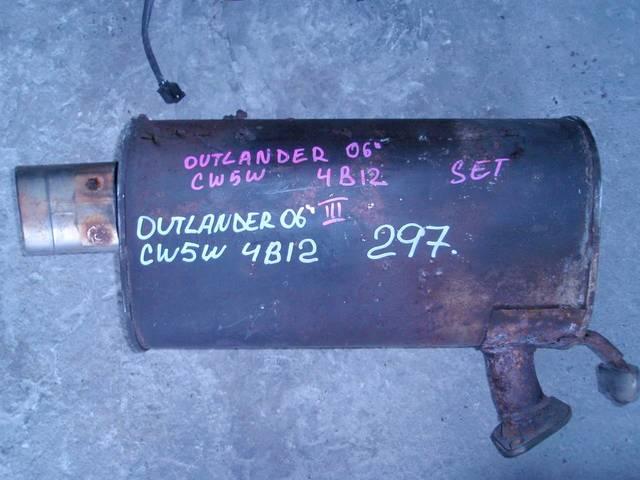 OUTLANDER 06"
CW5W 4B12 SET
OUTLANDER 06" III "
CW5W 4B12 297.